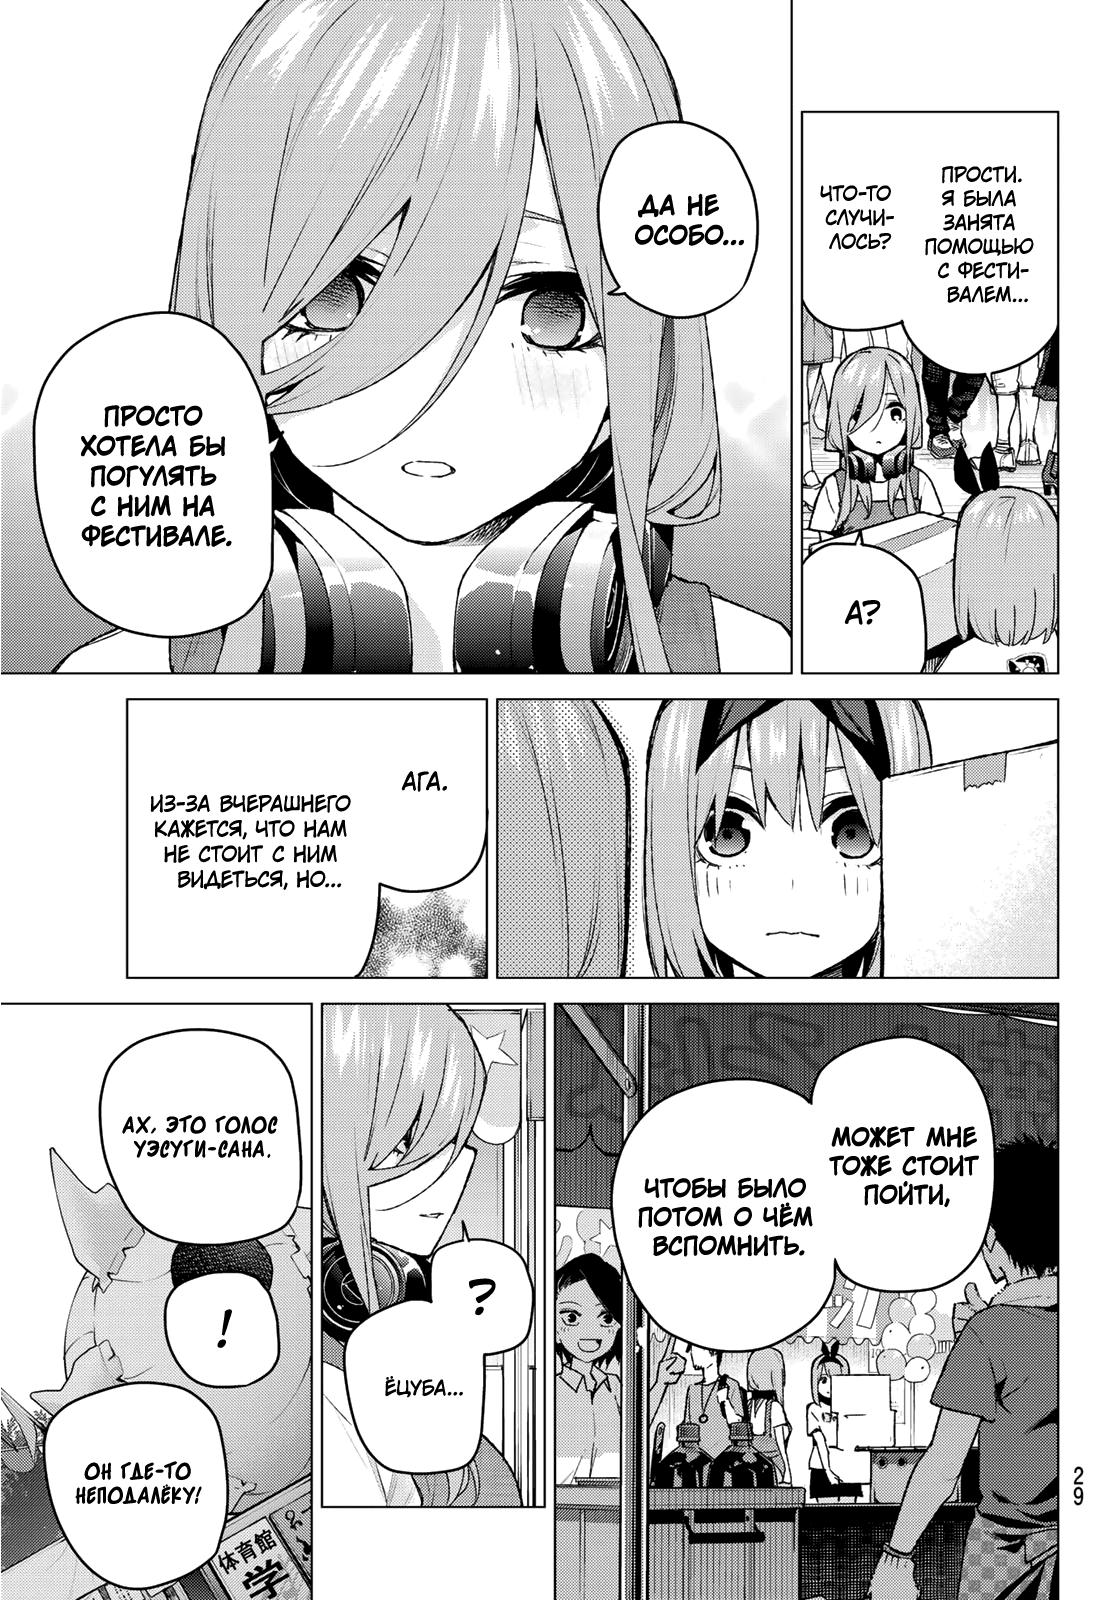 ПРОСТИ.
Я БЫЛА
ЗАНЯТА
ПОМОЩЬЮ
С ФЕСТИ-
ВАЛЕМ...
ЧТО-ТО
СЛУЧИ-
ЛОСЬ?
А?
ДА НЕ
ОСОБО...
ПРОСТО
ХОТЕЛА БЫ
ПОГУЛЯТЬ
С НИМ НА
ФЕСТИВАЛЕ.
АГА.
ИЗ-ЗА ВЧЕРАШНЕГО
КАЖЕТСЯ, ЧТО НАМ
НЕ СТОИТ С НИМ
ВИДЕТЬСЯ, НО...
МОЖЕТ МНЕ
ТОЖЕ СТОИТ
ПОЙТИ,
ЧТОБЫ БЫЛО
ПОТОМ О ЧЁМ
ВСПОМНИТЬ.
?
ЁЦУБА...
АХ, ЭТО ГОЛОС
УЭСУГИ-САНА.
!
ОН ГДЕ-ТО
НЕПОДАЛЁКУ!
体育館
学
29